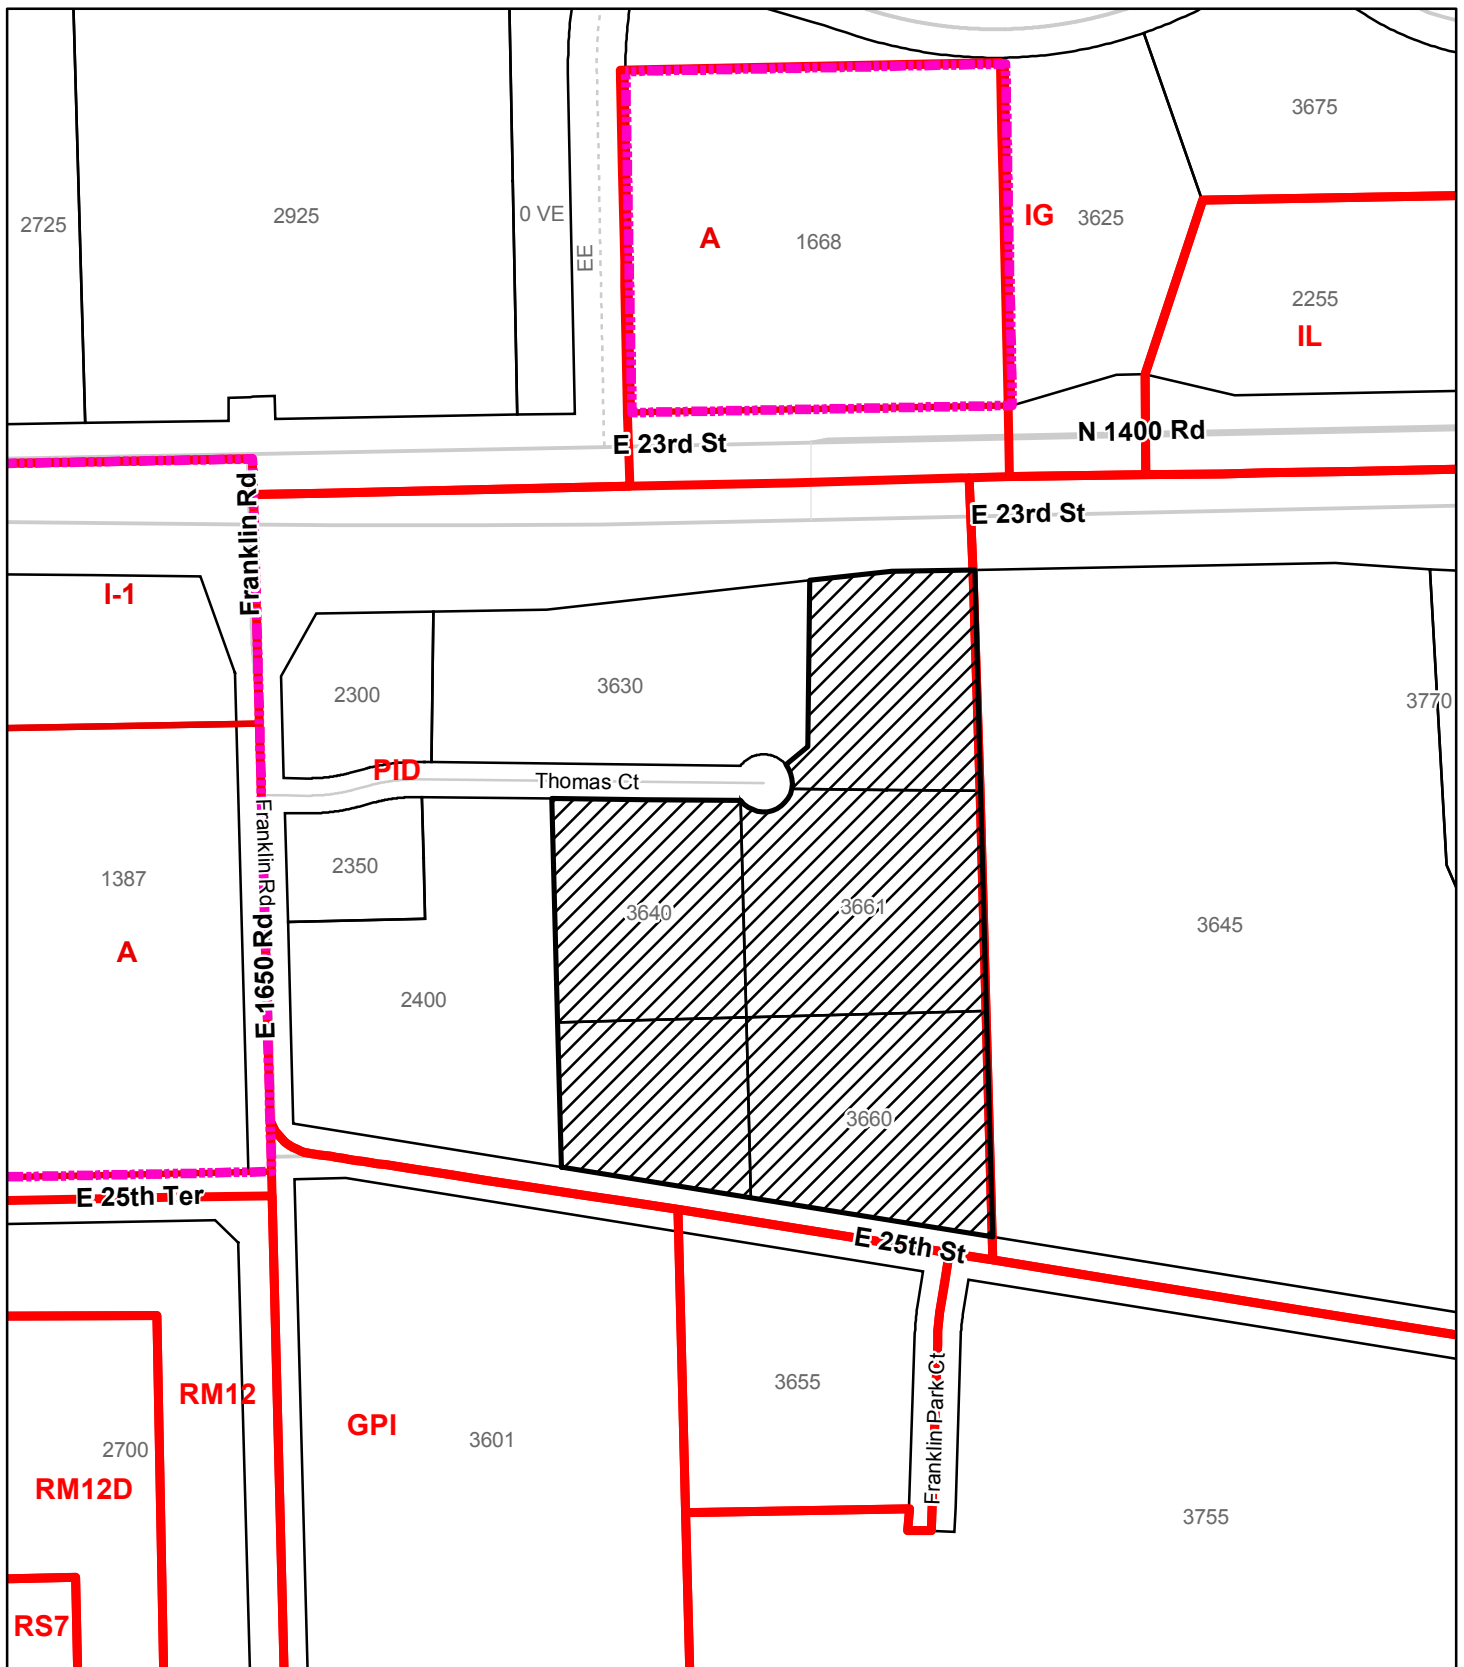 3675
2725
2925
0 VE
EE
A
1668
IG
3625
2255
IL
E 23rd St
N 1400 Rd
Franklin Rd
E 23rd St
I-1
2300
3630
3770
PID
Thomas Ct
Franklin Rd
2350
1387
3640
3661
3645
A
E 1650 Rd
2400
3660
E 25th Ter
E 25th St
3655
Franklin Park Ct
RM12
GPI
3601
2700
RM12D
3755
RS7